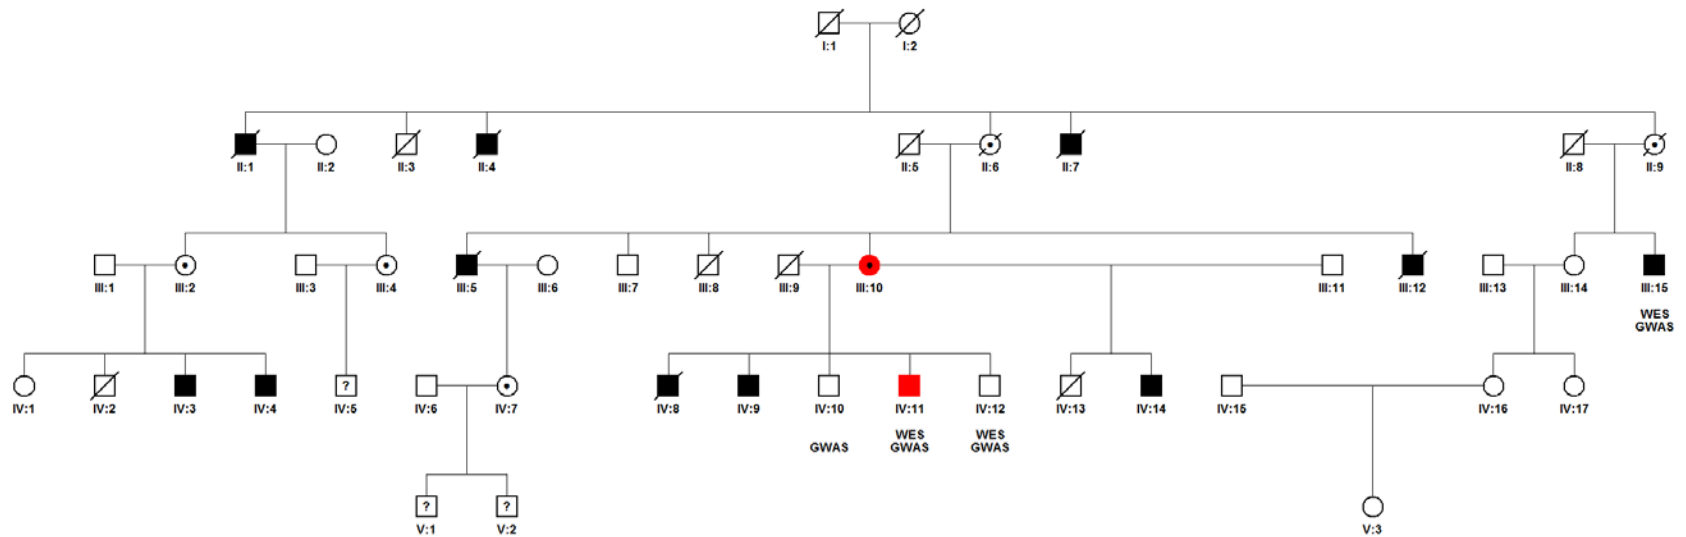 I:1 I:2
II:1 II:2 II:3 II:4 II:5 II:6 II:7 II:8 II:9
III:1 III:2 III:3 III:4 III:5 III:6 III:7 III:8 III:9 III:10 III:11 III:12 III:13 III:14 III:15
WES
GWAS
?
IV:1 IV:2 IV:3 IV:4 IV:5 IV:6 IV:7 IV:8 IV:9 IV:10 IV:11 IV:12 IV:13 IV:14 IV:15 IV:16 IV:17
WES WES
GWAS GWAS GWAS
? ?
V:1 V:2 V:3